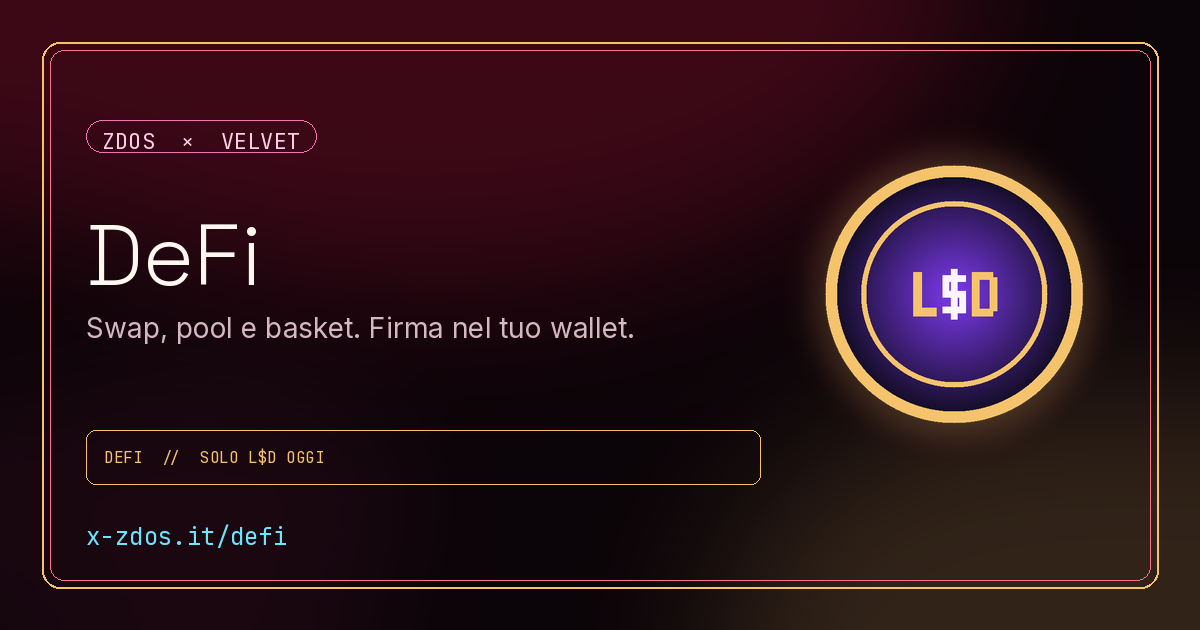 ZDOS × VELVET
DeFi
Swap, pool e basket. Firma nel tuo wallet.
L$D
DEFI // SOLO L$D OGGI
x-zdos.it/defi